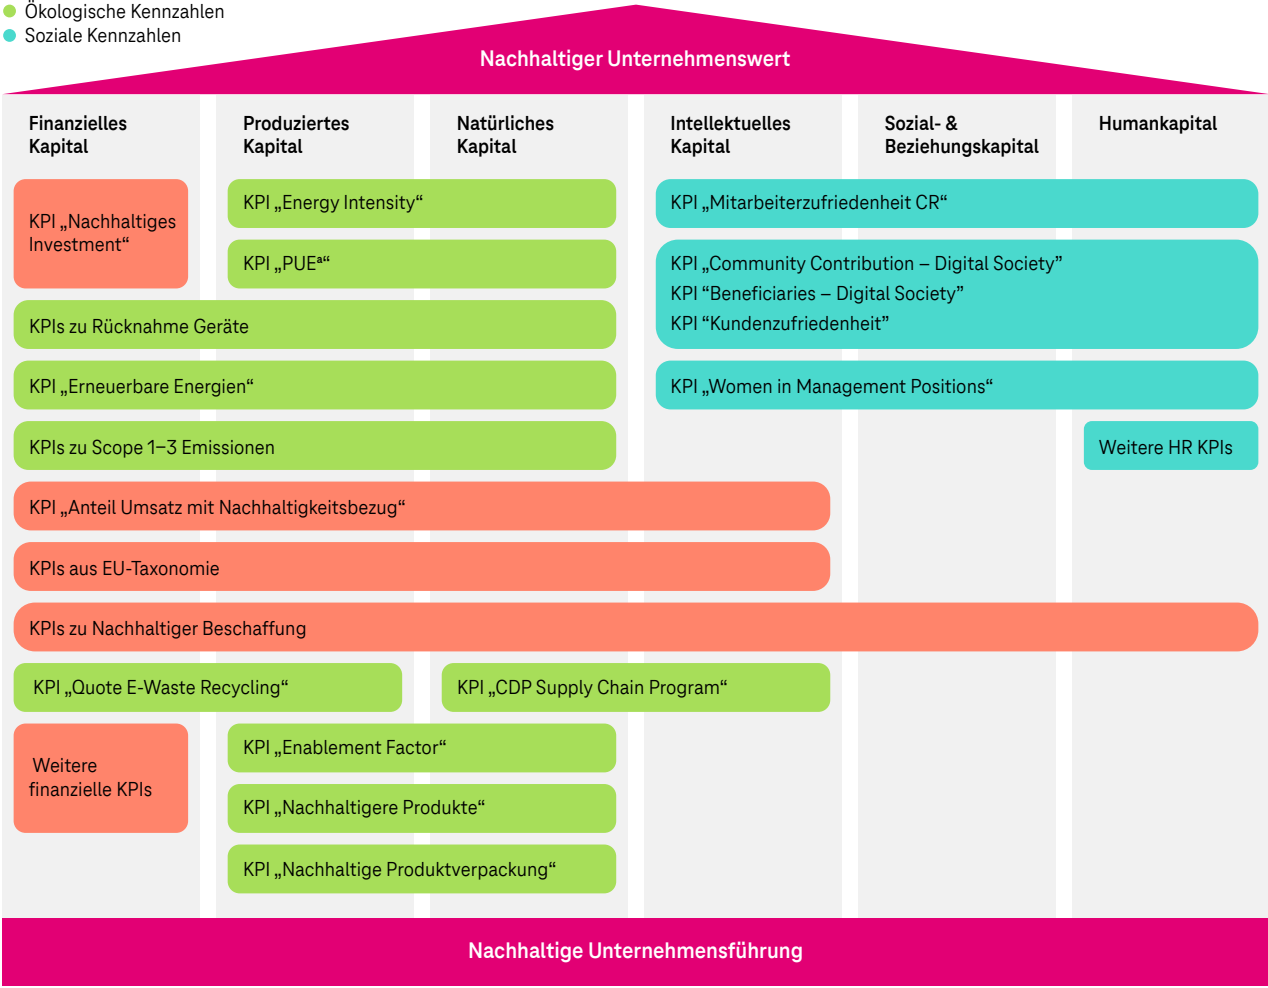 Ökologische Kennzahlen
Soziale Kennzahlen
Nachhaltiger Unternehmenswert
Finanzielles
Kapital
Produziertes
Kapital
Natürliches
Kapital
Intellektuelles
Kapital
Sozial- &
Beziehungskapital
Humankapital
KPI „Nachhaltiges
Investment“
KPI „Energy Intensity“
KPI „PUEᵃ“
KPI „Mitarbeiterzufriedenheit CR“
KPI „Community Contribution – Digital Society”
KPI “Beneficiaries – Digital Society”
KPI “Kundenzufriedenheit”
KPIs zu Rücknahme Geräte
KPI „Erneuerbare Energien“
KPI „Women in Management Positions“
KPIs zu Scope 1–3 Emissionen
Weitere HR KPIs
KPI „Anteil Umsatz mit Nachhaltigkeitsbezug“
KPIs aus EU-Taxonomie
KPIs zu Nachhaltiger Beschaffung
KPI „Quote E-Waste Recycling“
KPI „CDP Supply Chain Program“
Weitere
finanzielle KPIs
KPI „Enablement Factor“
KPI „Nachhaltigere Produkte“
KPI „Nachhaltige Produktverpackung“
Nachhaltige Unternehmensführung